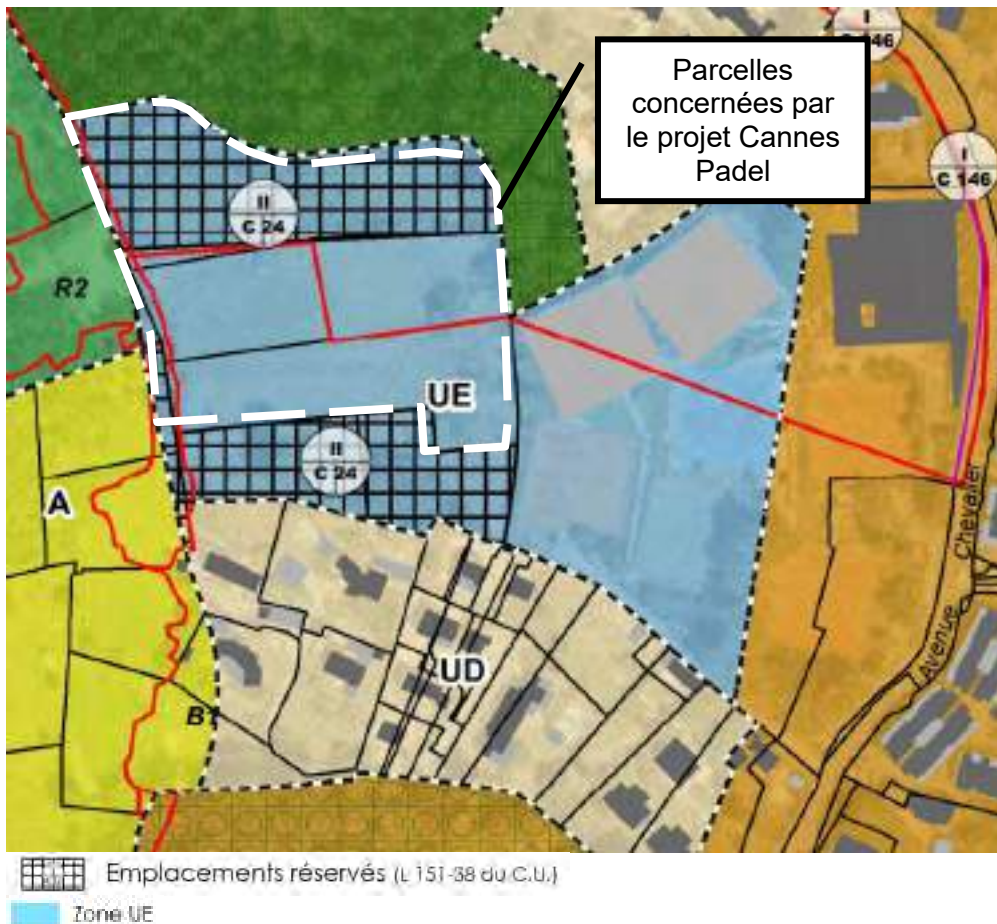 I
C 146
Parcelles
concernées par
le projet Cannes
Padel
I
C 146
II
C 24
R2
UE
II
C 24
A
Chevalier
Avenue
UD
Emplacements réservés (L 151-38 du C.U.)
Zone UE